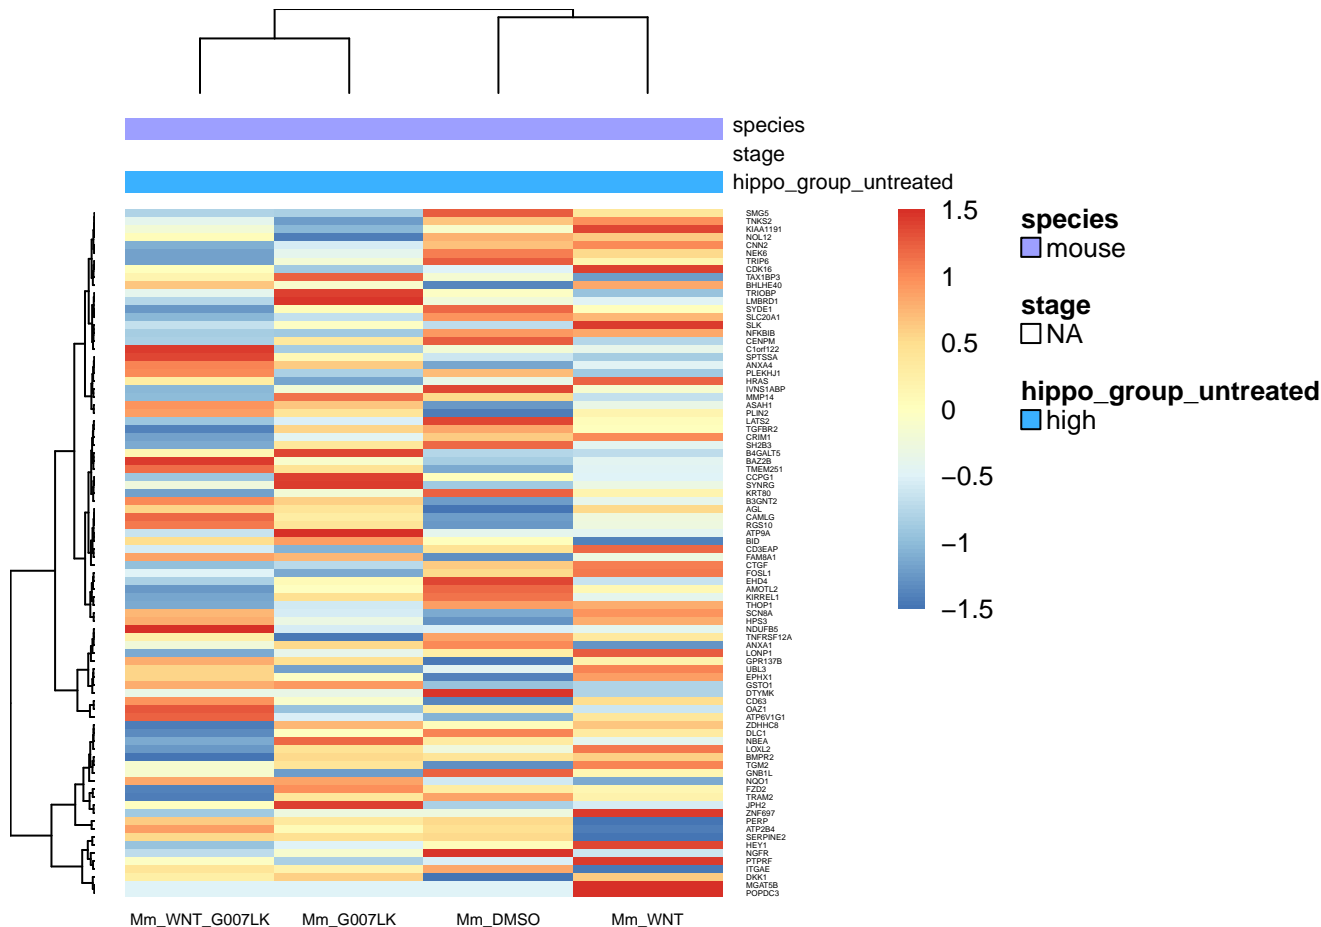 species
stage
hippo_group_untreated
SMG5
TNKS2
KIAA1191
NOL12
CNN2
NEK6
TRIP6
CDK16
TAX1BP3
BHLHE40
TRIOBP
LMBRD1
SYDE1
SLC20A1
SLK
NFKBIB
CENPM
C1orf122
SPTSSA
ANXA4
PLEKHJ1
HRAS
IVNS1ABP
MMP14
ASAH1
PLIN2
LATS2
TGFBR2
CRIM1
SH2B3
B4GALT5
BAZ2B
TMEM251
CCPG1
SYNRG
KRT80
B3GNT2
AGL
CAMLG
RGS10
ATP9A
BID
CD3EAP
FAM8A1
CTGF
FOSL1
EHD4
AMOTL2
KIRREL1
THOP1
SCN8A
HPS3
NDUFB5
TNFRSF12A
ANXA1
LONP1
GPR137B
UBL3
EPHX1
GSTO1
DTYMK
CD63
OAZ1
ATP6V1G1
ZDHHC8
DLC1
NBEA
LOXL2
BMPR2
TGM2
GNB1L
NQO1
FZD2
TRAM2
JPH2
ZNF697
PERP
ATP2B4
SERPINE2
HEY1
NGFR
PTPRF
ITGAE
DKK1
MGAT5B
POPDC3
Mm_WNT_G007LK
Mm_G007LK
Mm_DMSO
Mm_WNT
1.5
1
0.5
0
−0.5
−1
−1.5
species
mouse
stage
NA
hippo_group_untreated
high